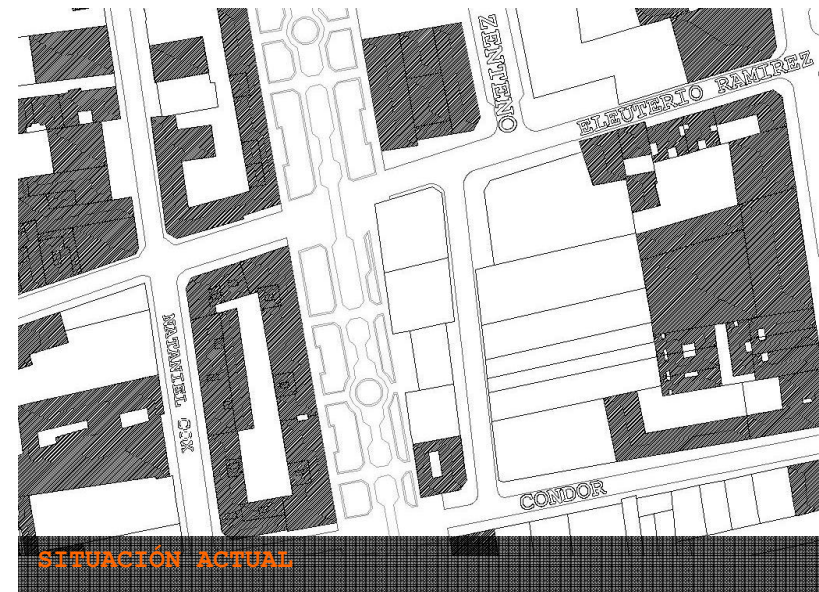 ZENTENO
ELEUTERIO RAMIREZ
NATANIEL COX
CONDOR
SITUACIÓN ACTUAL